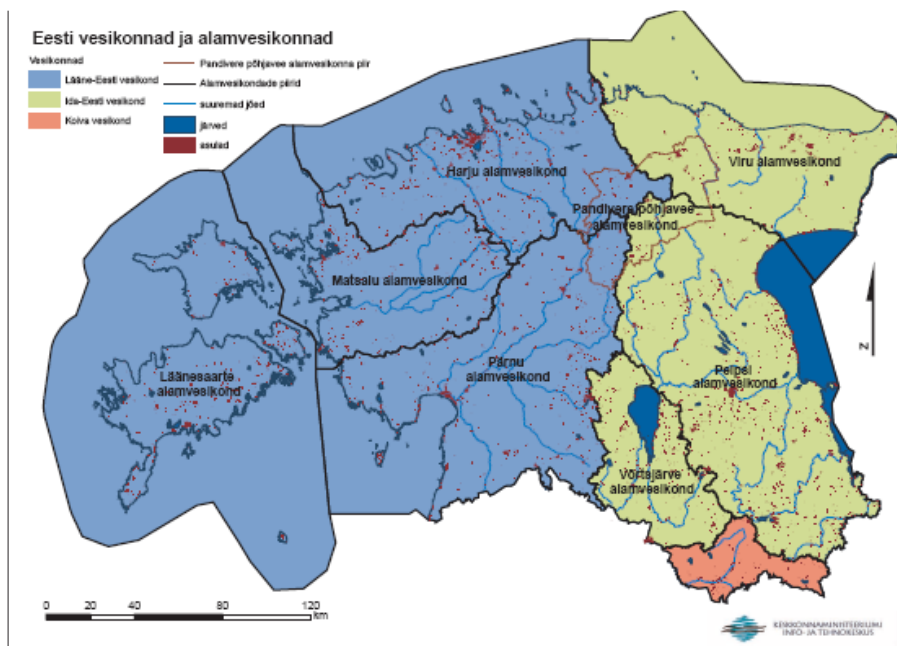 Eesti vesikonnad ja alamvesikonnad
Vesikonnad
Lääne-Eesti vesikond
Ida-Eesti vesikond
Koiva vesikond
Pandivere põhjavee alamvesikonna piir
Alamvesikondade piirid
suuremad jõed
järved
asulad
Harju alamvesikond
Viru alamvesikond
Pandivere põhjavee
alamvesikond
Matsalu alamvesikond
Läänesaarte
alamvesikond
Pärnu
alamvesikond
Peipsi
alamvesikond
Võrtsjärve
alamvesikond
N
0 20 40 80 120
km
KESKKONNAMINISTEERIUMI
INFO- JA TEHNOKESKUS